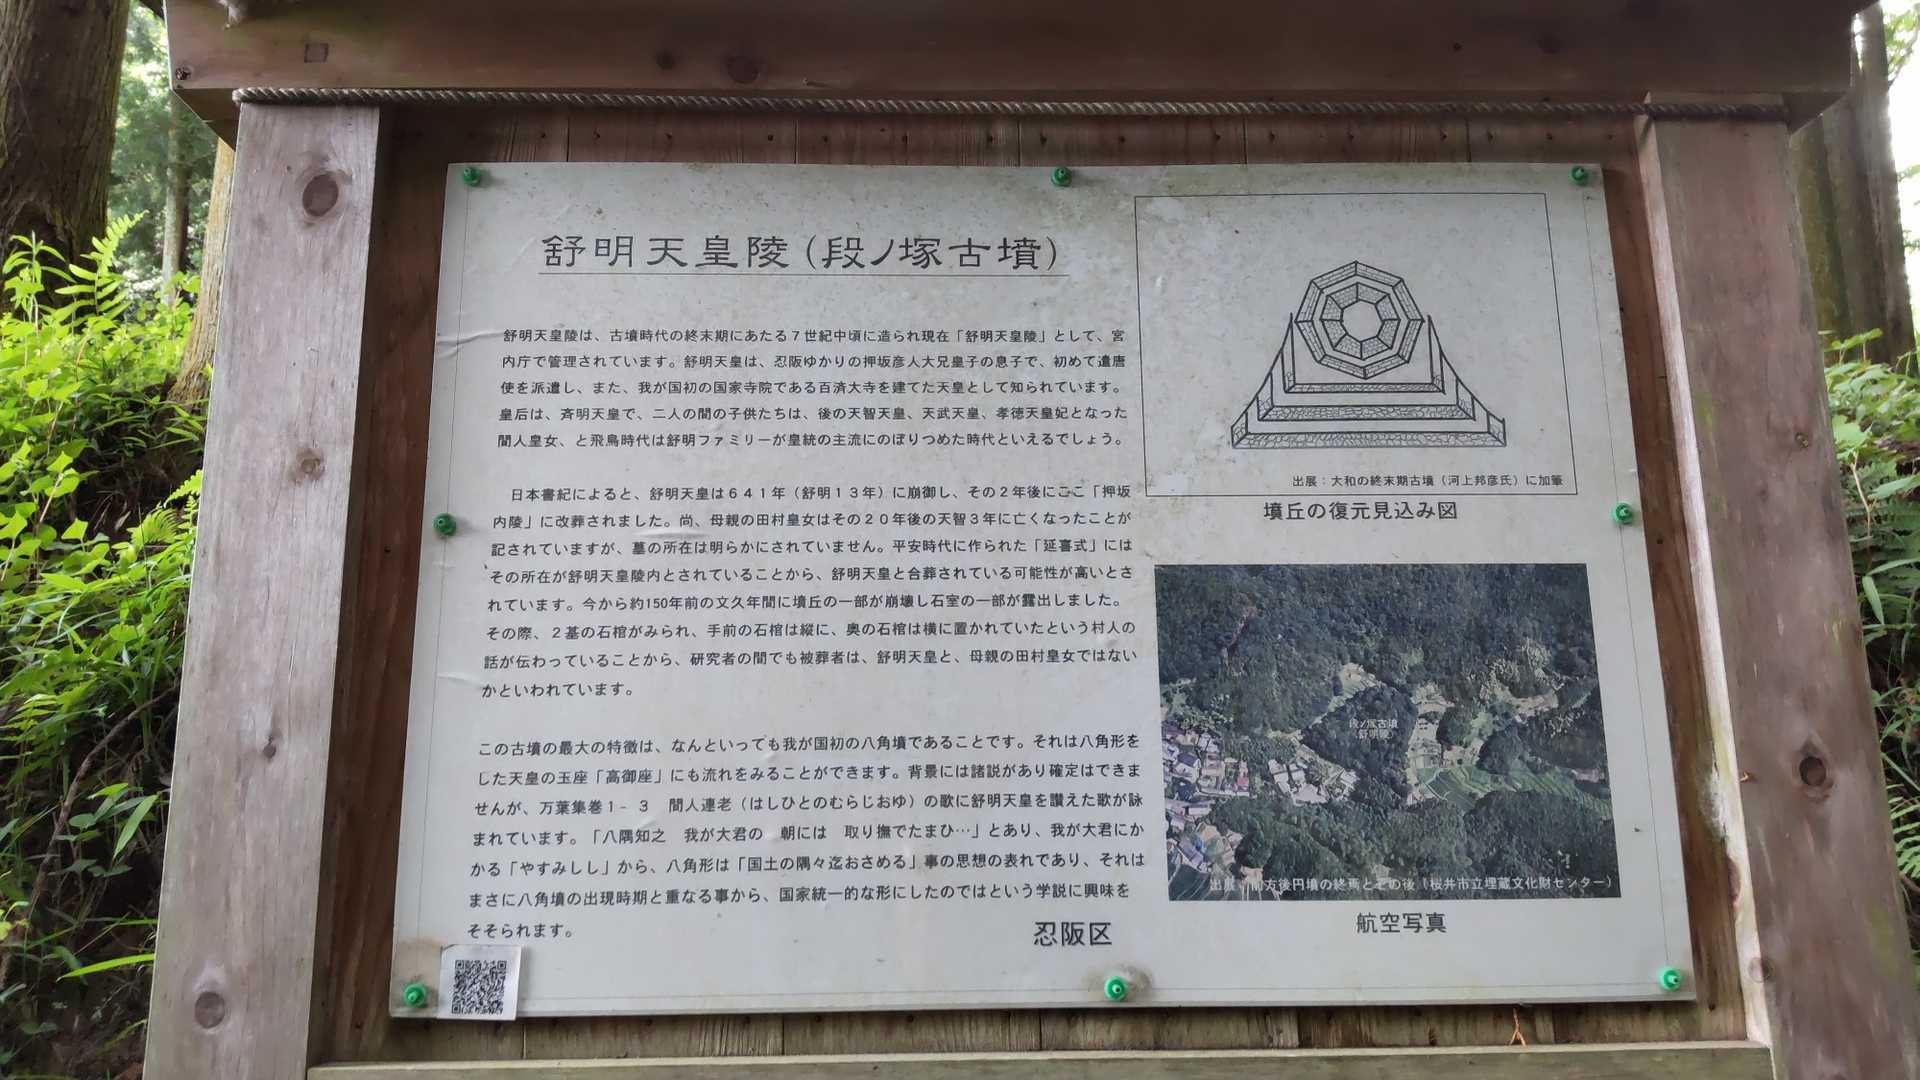 舒明天皇陵（段ノ塚古墳）
舒明天皇陵は、古墳時代の終末期にあたる７世紀中頃に造られ現在「舒明天皇陵」として、宮
内庁で管理されています。舒明天皇は、忍阪ゆかりの押坂彦人大兄皇子の息子で、初めて遣唐
使を派遣し、また、我が国初の国家寺院である百済大寺を建てた天皇として知られています。
皇后は、斉明天皇で、二人の間の子供たちは、後の天智天皇、天武天皇、孝徳天皇妃となった
間人皇女、と飛鳥時代は舒明ファミリーが皇統の主流にのぼりつめた時代といえるでしょう。
日本書紀によると、舒明天皇は６４１年（舒明１３年）に崩御し、その２年後にここ「押坂
内陵」に改葬されました。尚、母親の田村皇女はその２０年後の天智３年に亡くなったことが
記されていますが、墓の所在は明らかにされていません。平安時代に作られた「延喜式」には
その所在が舒明天皇陵内とされていることから、舒明天皇と合葬されている可能性が高いとさ
れています。今から約150年前の文久年間に墳丘の一部が崩壊し石室の一部が露出しました。
その際、２基の石棺がみられ、手前の石棺は縦に、奥の石棺は横に置かれていたという村人の
話が伝わっていることから、研究者の間でも被葬者は、舒明天皇と、母親の田村皇女ではない
かといわれています。
この古墳の最大の特徴は、なんといっても我が国初の八角墳であることです。それは八角形を
した天皇の玉座「高御座」にも流れをみることができます。背景には諸説があり確定はできま
せんが、万葉集巻１-３　間人連老（はしひとのむらじおゆ）の歌に舒明天皇を讃えた歌が詠
まれています。「八隅知之　我が大君の　朝には　取り撫でたまひ…」とあり、我が大君にか
かる「やすみしし」から、八角形は「国土の隅々迄おさめる」事の思想の表れであり、それは
まさに八角墳の出現時期と重なる事から、国家統一的な形にしたのではという学説に興味を
そそられます。
忍阪区
出展：大和の終末期古墳（河上邦彦氏）に加筆
墳丘の復元見込み図
段ノ塚古墳
（舒明陵）
出展：前方後円墳の終焉とその後（桜井市立埋蔵文化財センター）
航空写真